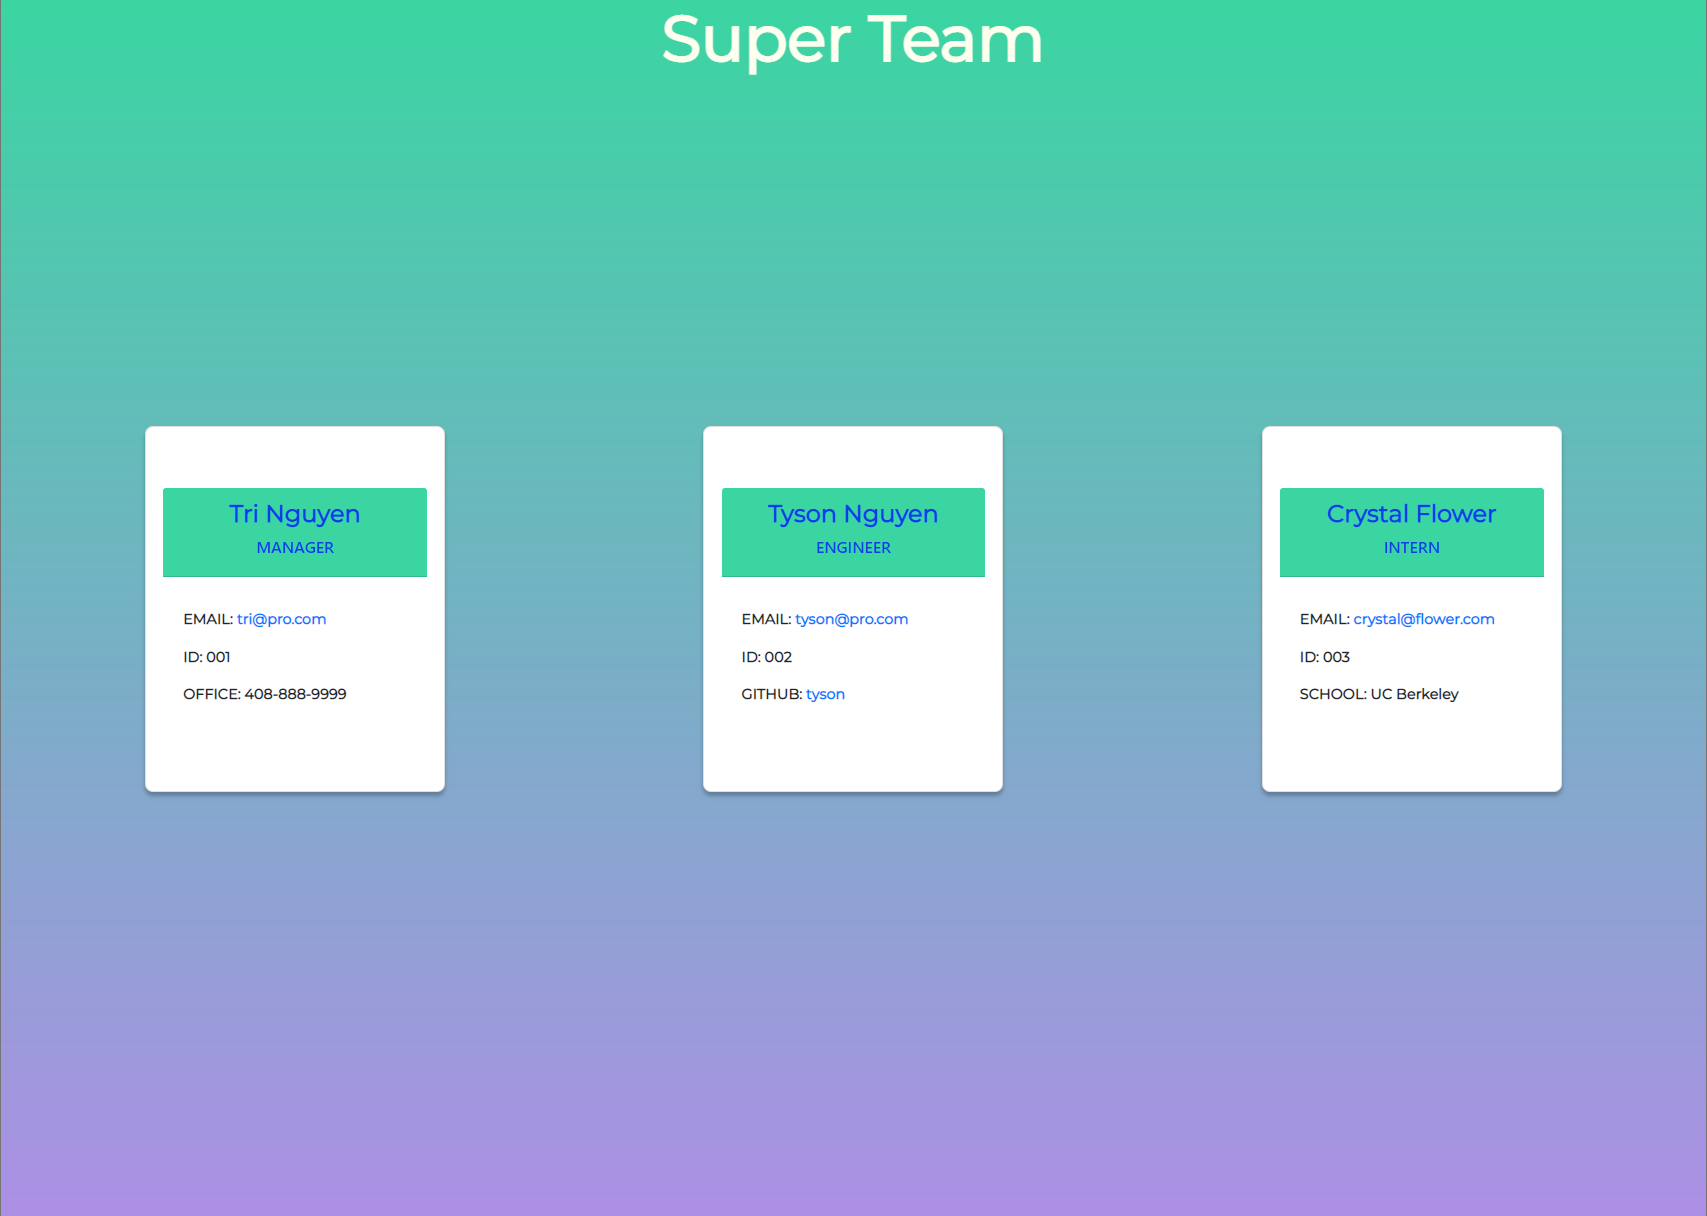 Super Team
Tri Nguyen
MANAGER
EMAIL: tri@pro.com
ID: 001
OFFICE: 408-888-9999
Tyson Nguyen
ENGINEER
EMAIL: tyson@pro.com
ID: 002
GITHUB: tyson
Crystal Flower
INTERN
EMAIL: crystal@flower.com
ID: 003
SCHOOL: UC Berkeley